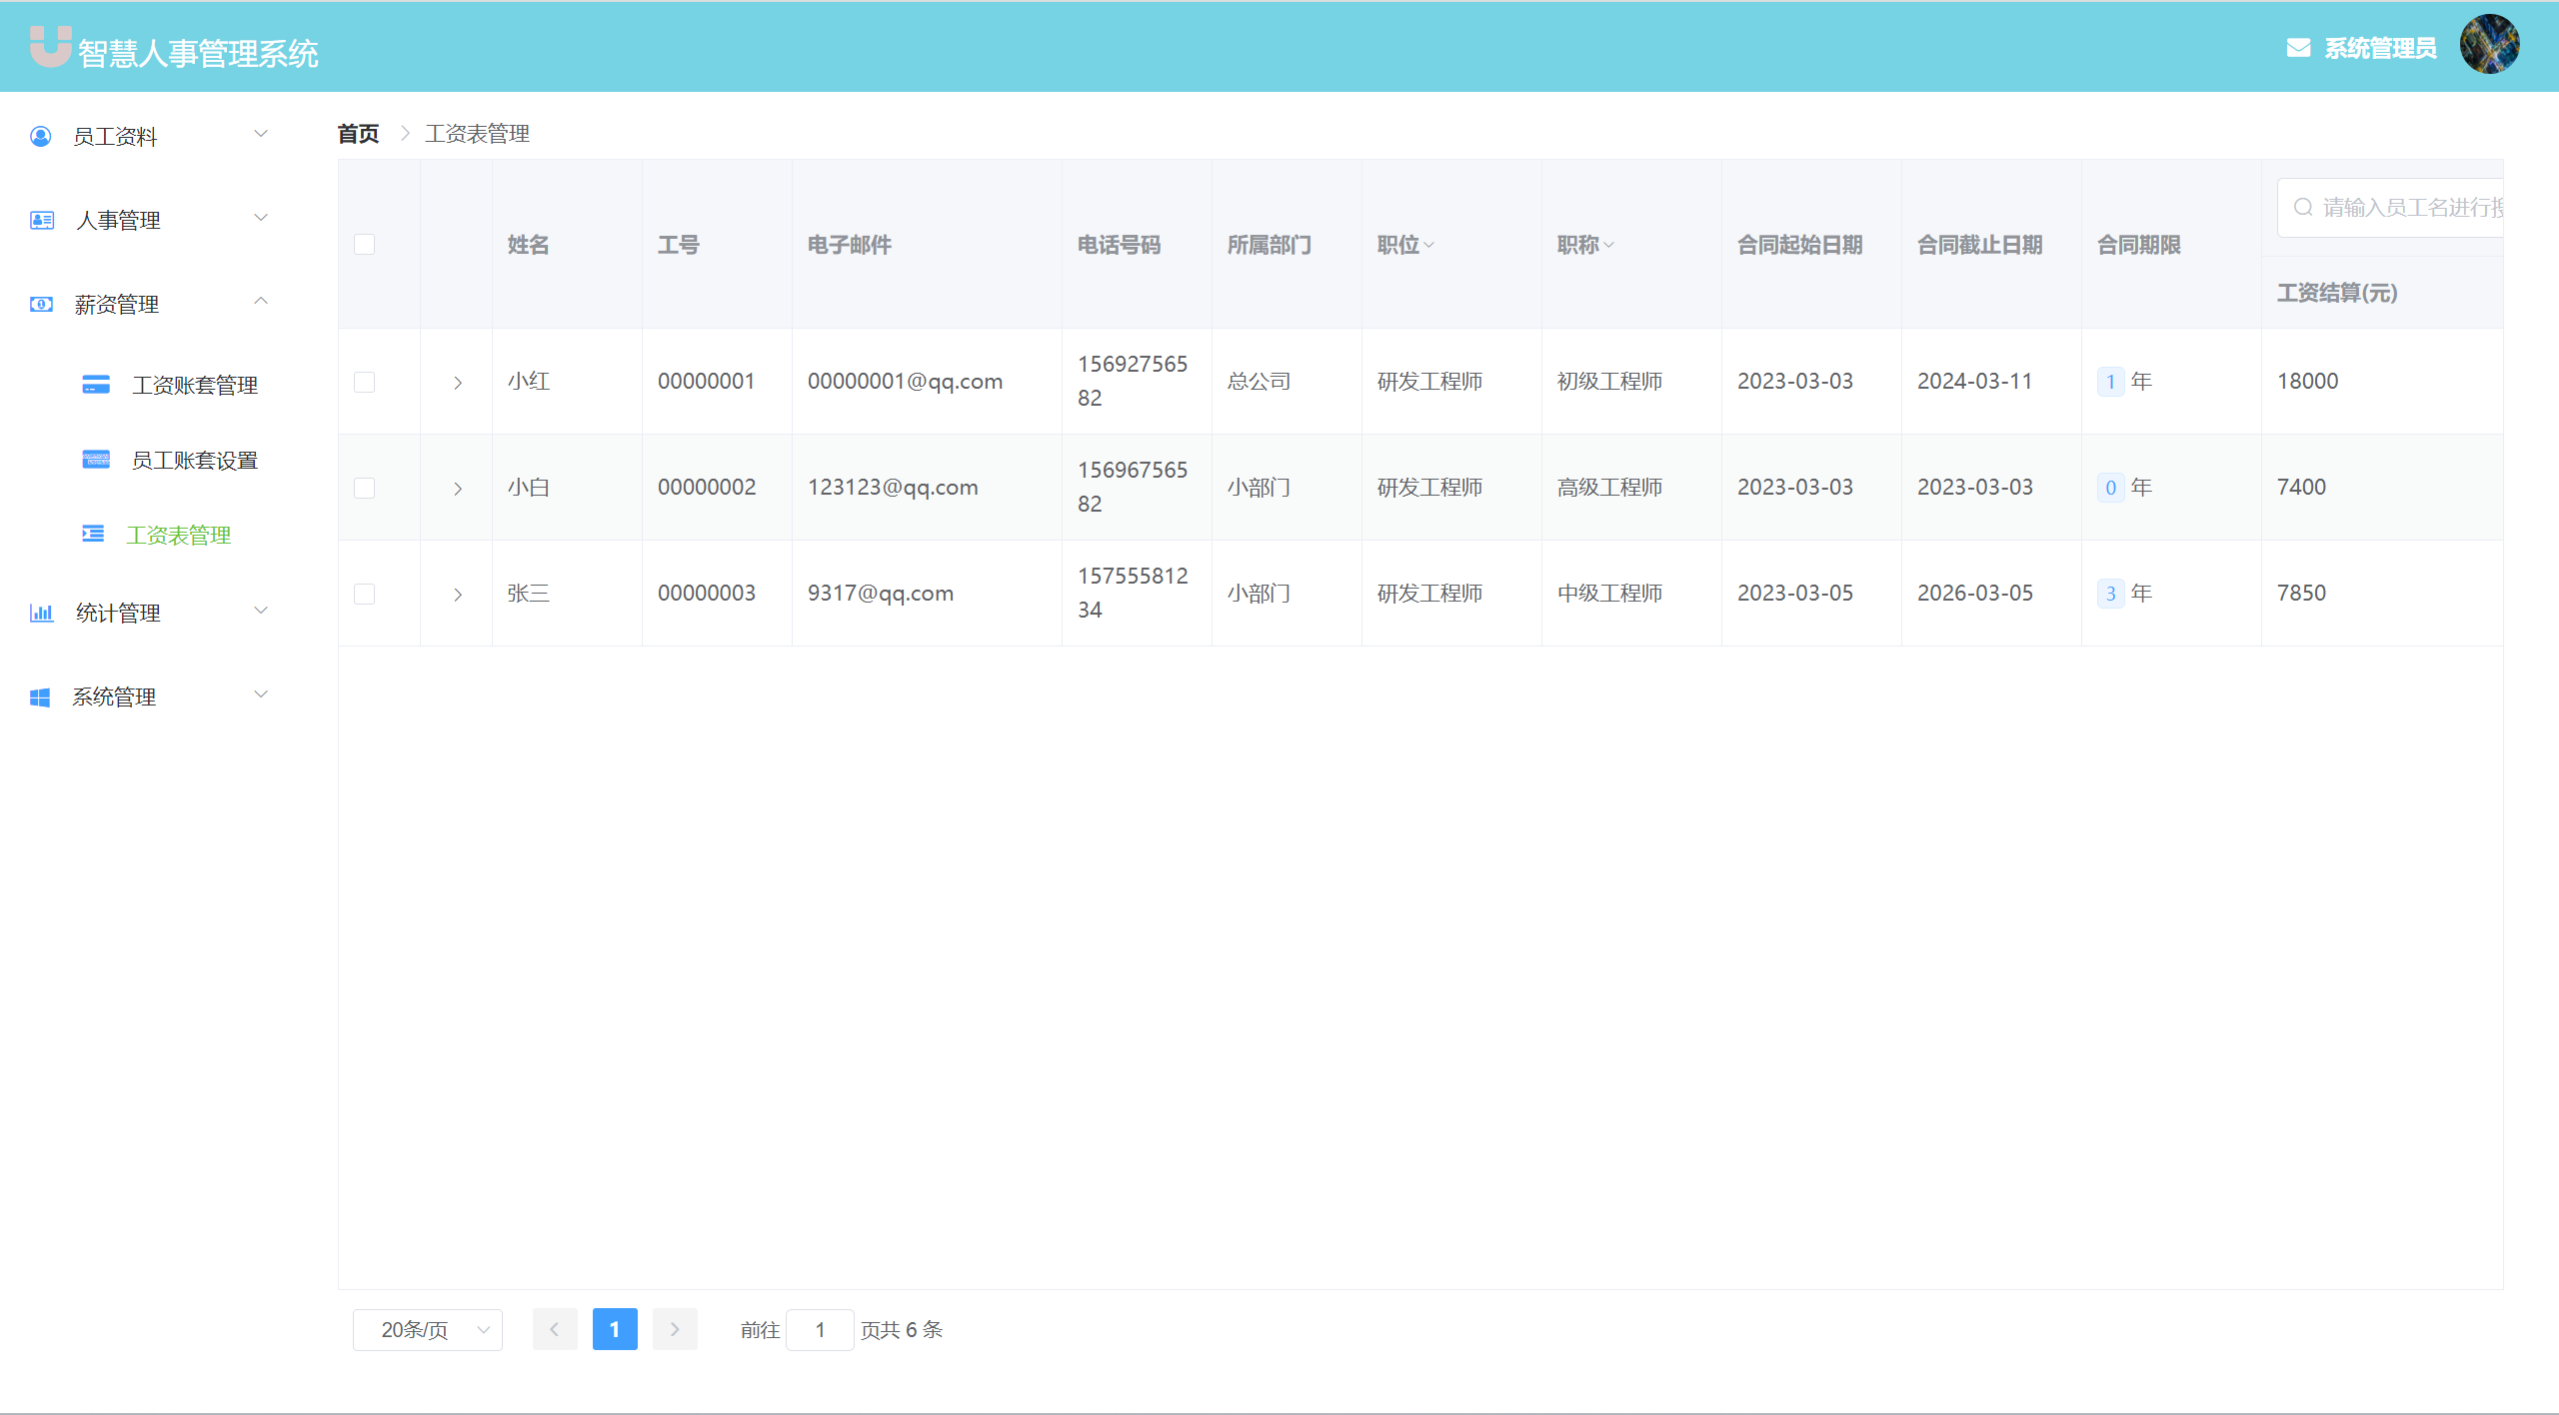 智慧人事管理系统
系统管理员
员工资料
人事管理
薪资管理
工资账套管理
员工账套设置
工资表管理
统计管理
系统管理
首页 工资表管理
请输入员工名进行搜
姓名 工号 电子邮件 电话号码 所属部门 职位 职称 合同起始日期 合同截止日期 合同期限
工资结算(元)
小红 00000001 00000001@qq.com 15692756582 总公司 研发工程师 初级工程师 2023-03-03 2024-03-11 1 年 18000
小白 00000002 123123@qq.com 15696756582 小部门 研发工程师 高级工程师 2023-03-03 2023-03-03 0 年 7400
张三 00000003 9317@qq.com 15755581234 小部门 研发工程师 中级工程师 2023-03-05 2026-03-05 3 年 7850
20条/页 1 前往 1 页共 6 条